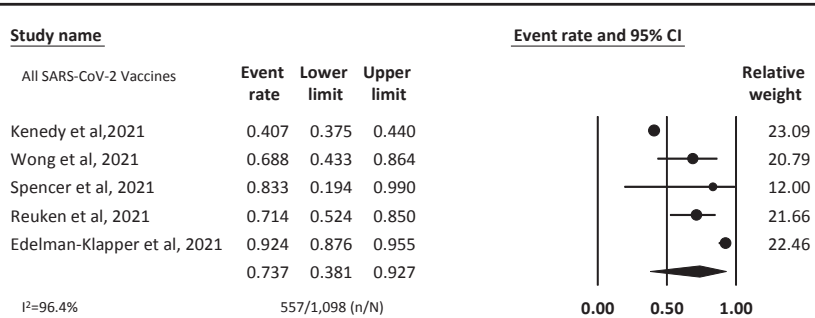 Study name Event rate and 95% CI
All SARS-CoV-2 Vaccines Event rate Lower limit Upper limit Relative weight
Kenedy et al,2021 0.407 0.375 0.440 23.09
Wong et al, 2021 0.688 0.433 0.864 20.79
Spencer et al, 2021 0.833 0.194 0.990 12.00
Reuken et al, 2021 0.714 0.524 0.850 21.66
Edelman-Klapper et al, 2021 0.924 0.876 0.955 22.46
0.737 0.381 0.927
I²=96.4% 557/1,098 (n/N) 0.00 0.50 1.00